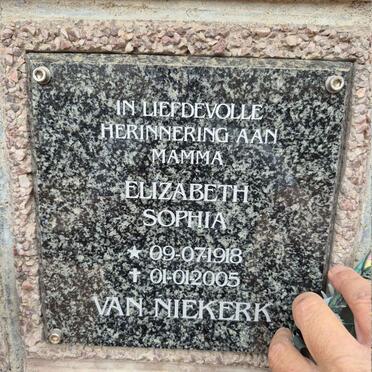 IN LIEFDEVOLLE
HERINNERING AAN
MAMMA
ELIZABETH
SOPHIA
★ 09-07-1918
✝ 01-01-2005
VAN NIEKERK